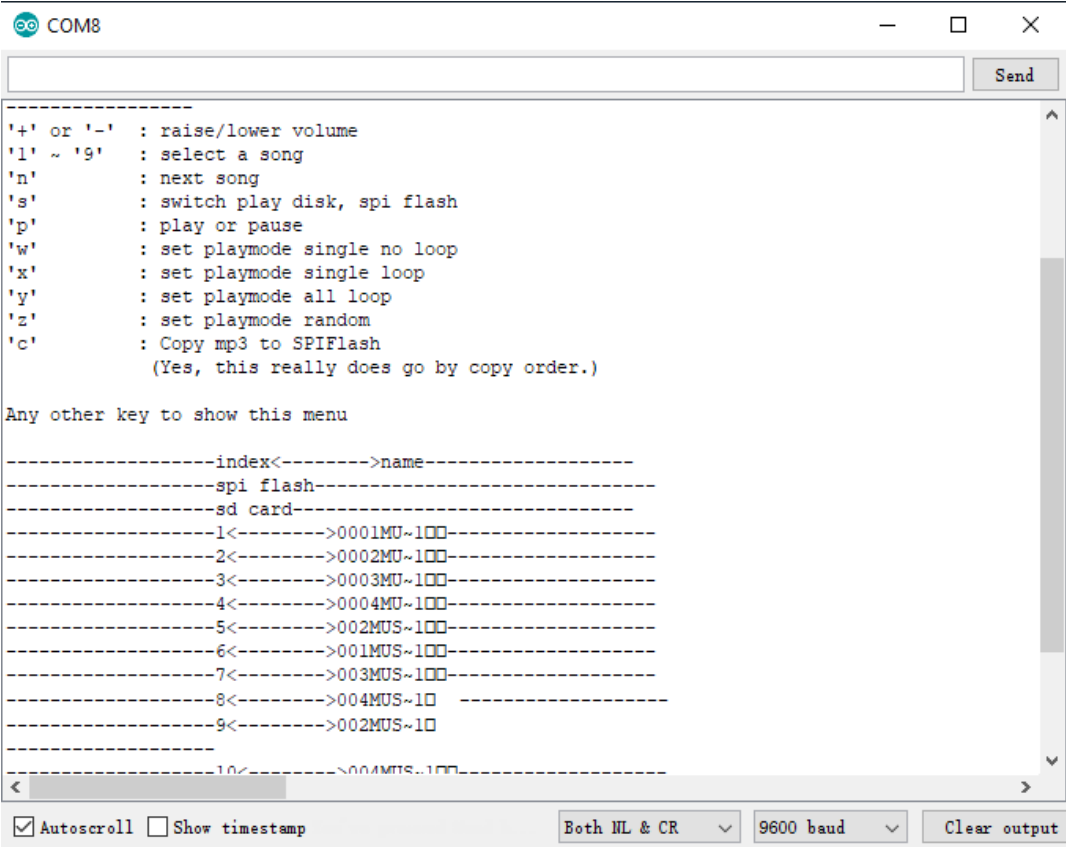 COM8
Send
-----------------
'+' or '-'  : raise/lower volume
'1' ~ '9'   : select a song
'n'         : next song
's'         : switch play disk, spi flash
'p'         : play or pause
'w'         : set playmode single no loop
'x'         : set playmode single loop
'y'         : set playmode all loop
'z'         : set playmode random
'c'         : Copy mp3 to SPIFlash
(Yes, this really does go by copy order.)
Any other key to show this menu
-------------------index<-------->name-------------------
-------------------spi flash-------------------------------
-------------------sd card-------------------------------
-------------------1<-------->0001MU~1□□-------------------
-------------------2<-------->0002MU~1□□-------------------
-------------------3<-------->0003MU~1□□-------------------
-------------------4<-------->0004MU~1□□-------------------
-------------------5<-------->002MUS~1□□-------------------
-------------------6<-------->001MUS~1□□-------------------
-------------------7<-------->003MUS~1□□-------------------
-------------------8<-------->004MUS~1□  -------------------
-------------------9<-------->002MUS~1□
-------------------
-------------------10<-------->004MUS~1□□-------------------
Autoscroll Show timestamp Both NL & CR 9600 baud Clear output